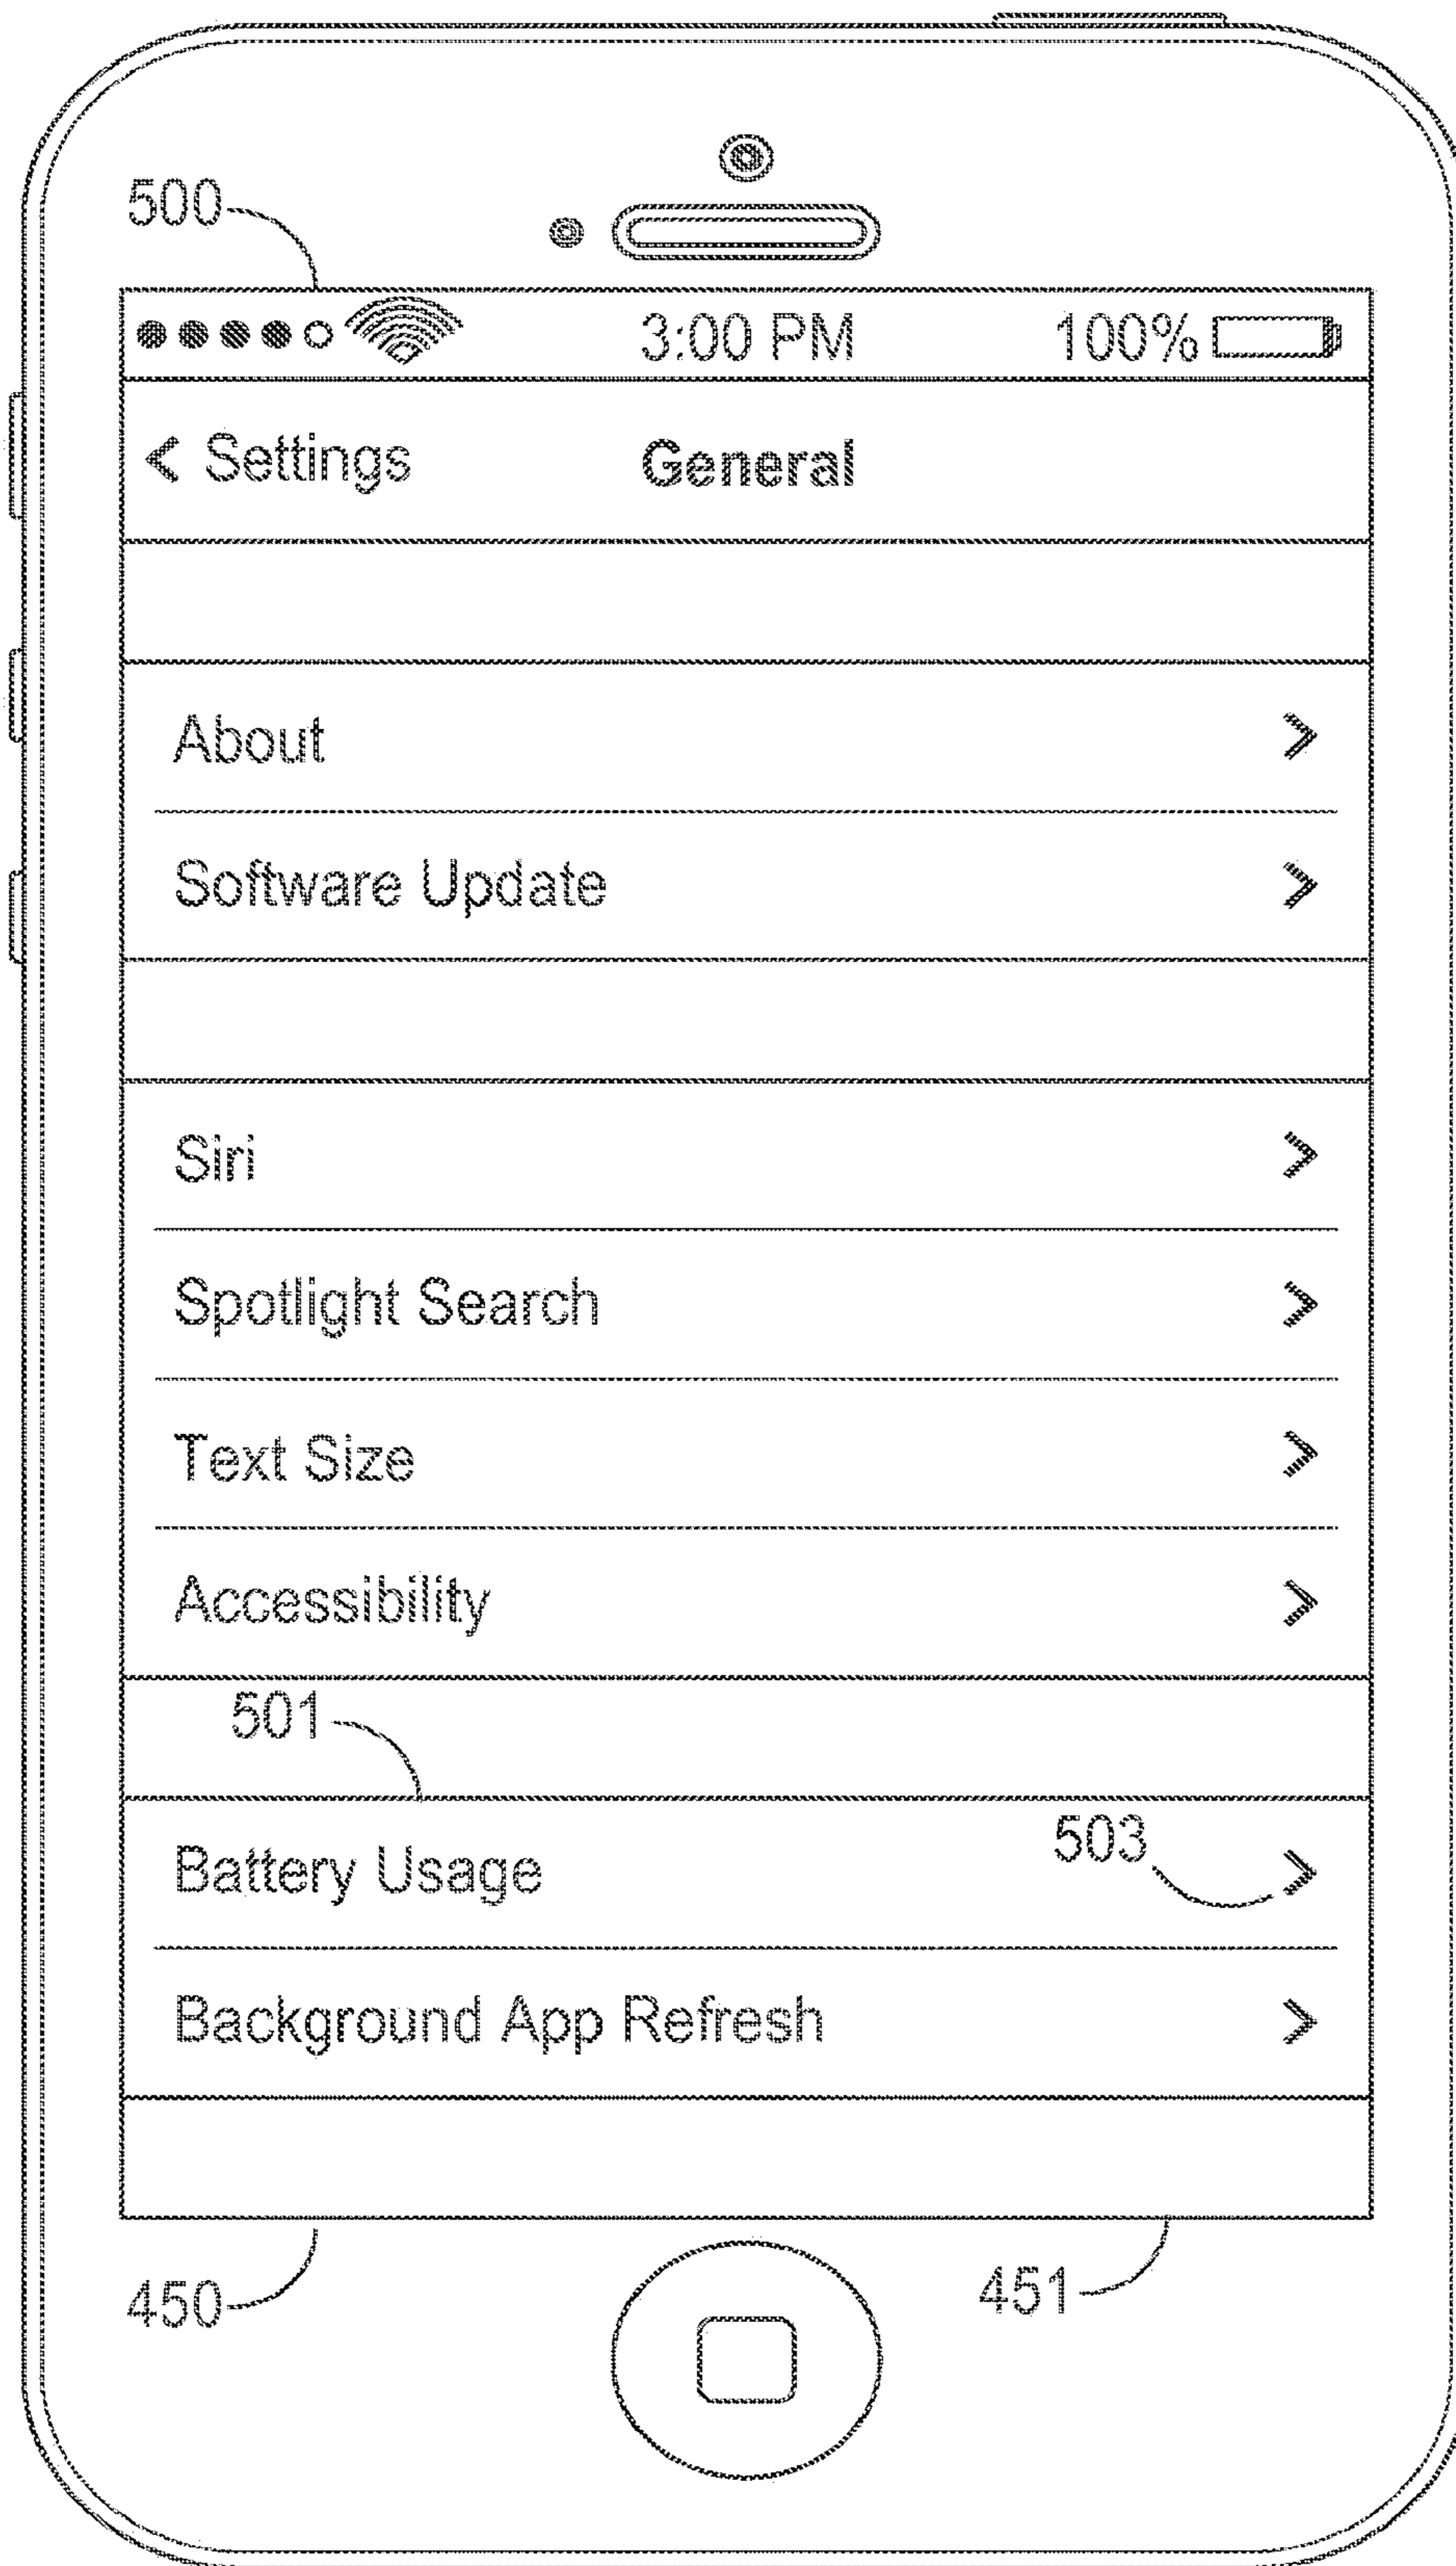 500
3:00 PM 100%
< Settings General
About >
Software Update >
Siri >
Spotlight Search >
Text Size >
Accessibility >
501
Battery Usage 503 >
Background App Refresh >
450 451